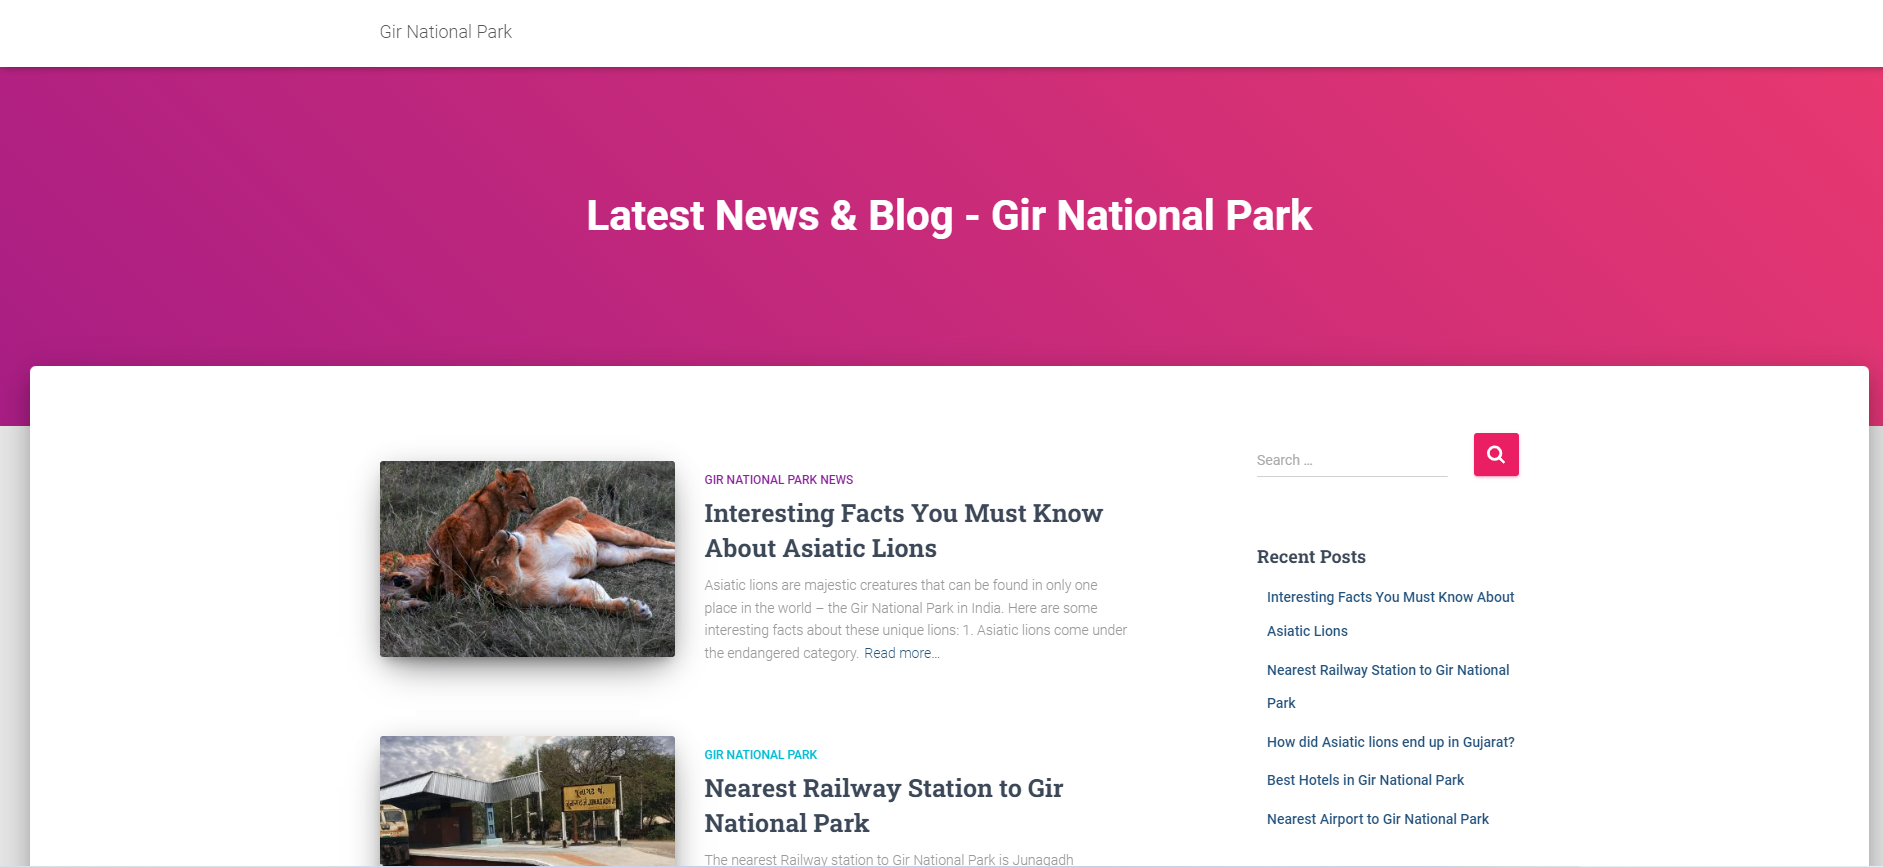 Gir National Park
Latest News & Blog - Gir National Park
GIR NATIONAL PARK NEWS
Interesting Facts You Must Know
About Asiatic Lions
Asiatic lions are majestic creatures that can be found in only one
place in the world – the Gir National Park in India. Here are some
interesting facts about these unique lions: 1. Asiatic lions come under
the endangered category. Read more…
GIR NATIONAL PARK
Nearest Railway Station to Gir
National Park
The nearest Railway station to Gir National Park is Junagadh
Search …
Recent Posts
Interesting Facts You Must Know About
Asiatic Lions
Nearest Railway Station to Gir National
Park
How did Asiatic lions end up in Gujarat?
Best Hotels in Gir National Park
Nearest Airport to Gir National Park